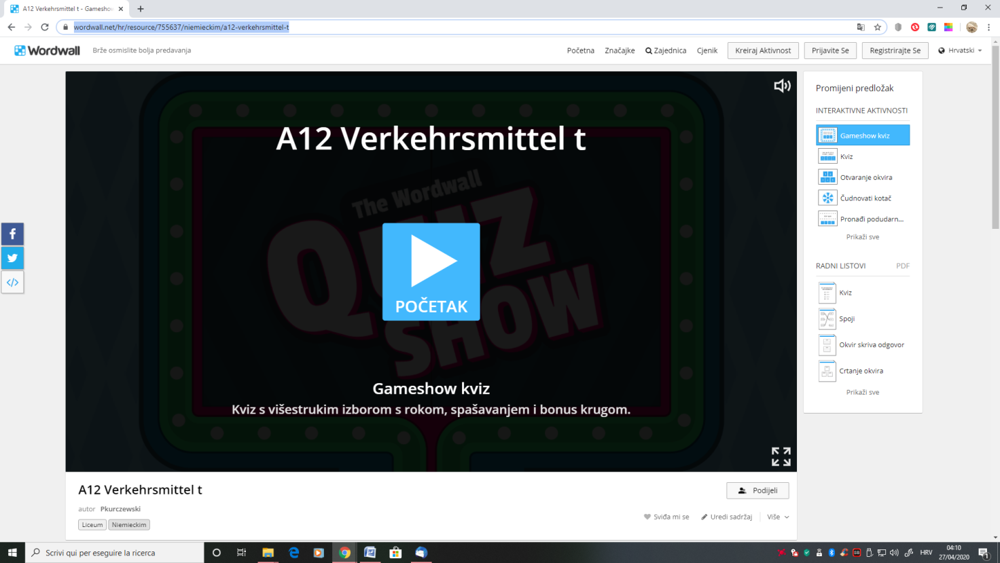 A12 Verkehrsmittel t - Gameshow
wordwall.net/hr/resource/755637/niemieckim/a12-verkehrsmittel-t
Wordwall
Brže osmislite bolja predavanja
Početna
Značajke
Zajednica
Cjenik
Kreiraj Aktivnost
Prijavite Se
Registrirajte Se
Hrvatski
A12 Verkehrsmittel t
The Wordwall
QUIZ
SHOW
POČETAK
Gameshow kviz
Kviz s višestrukim izborom s rokom, spašavanjem i bonus krugom.
Promijeni predložak
INTERAKTIVNE AKTIVNOSTI
Gameshow kviz
Kviz
Otvaranje okvira
Čudnovati kotač
Pronađi podudarn...
Prikaži sve
RADNI LISTOVI
PDF
Kviz
Spoji
Okvir skriva odgovor
Crtanje okvira
Prikaži sve
A12 Verkehrsmittel t
Podijeli
autor Pkurczewski
Liceum
Niemieckim
Sviđa mi se
Uredi sadržaj
Više
Scrivi qui per eseguire la ricerca
HRV
04:10
27/04/2020